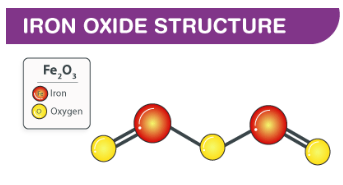 IRON OXIDE STRUCTURE
Fe₂O₃
Fe Iron
O Oxygen